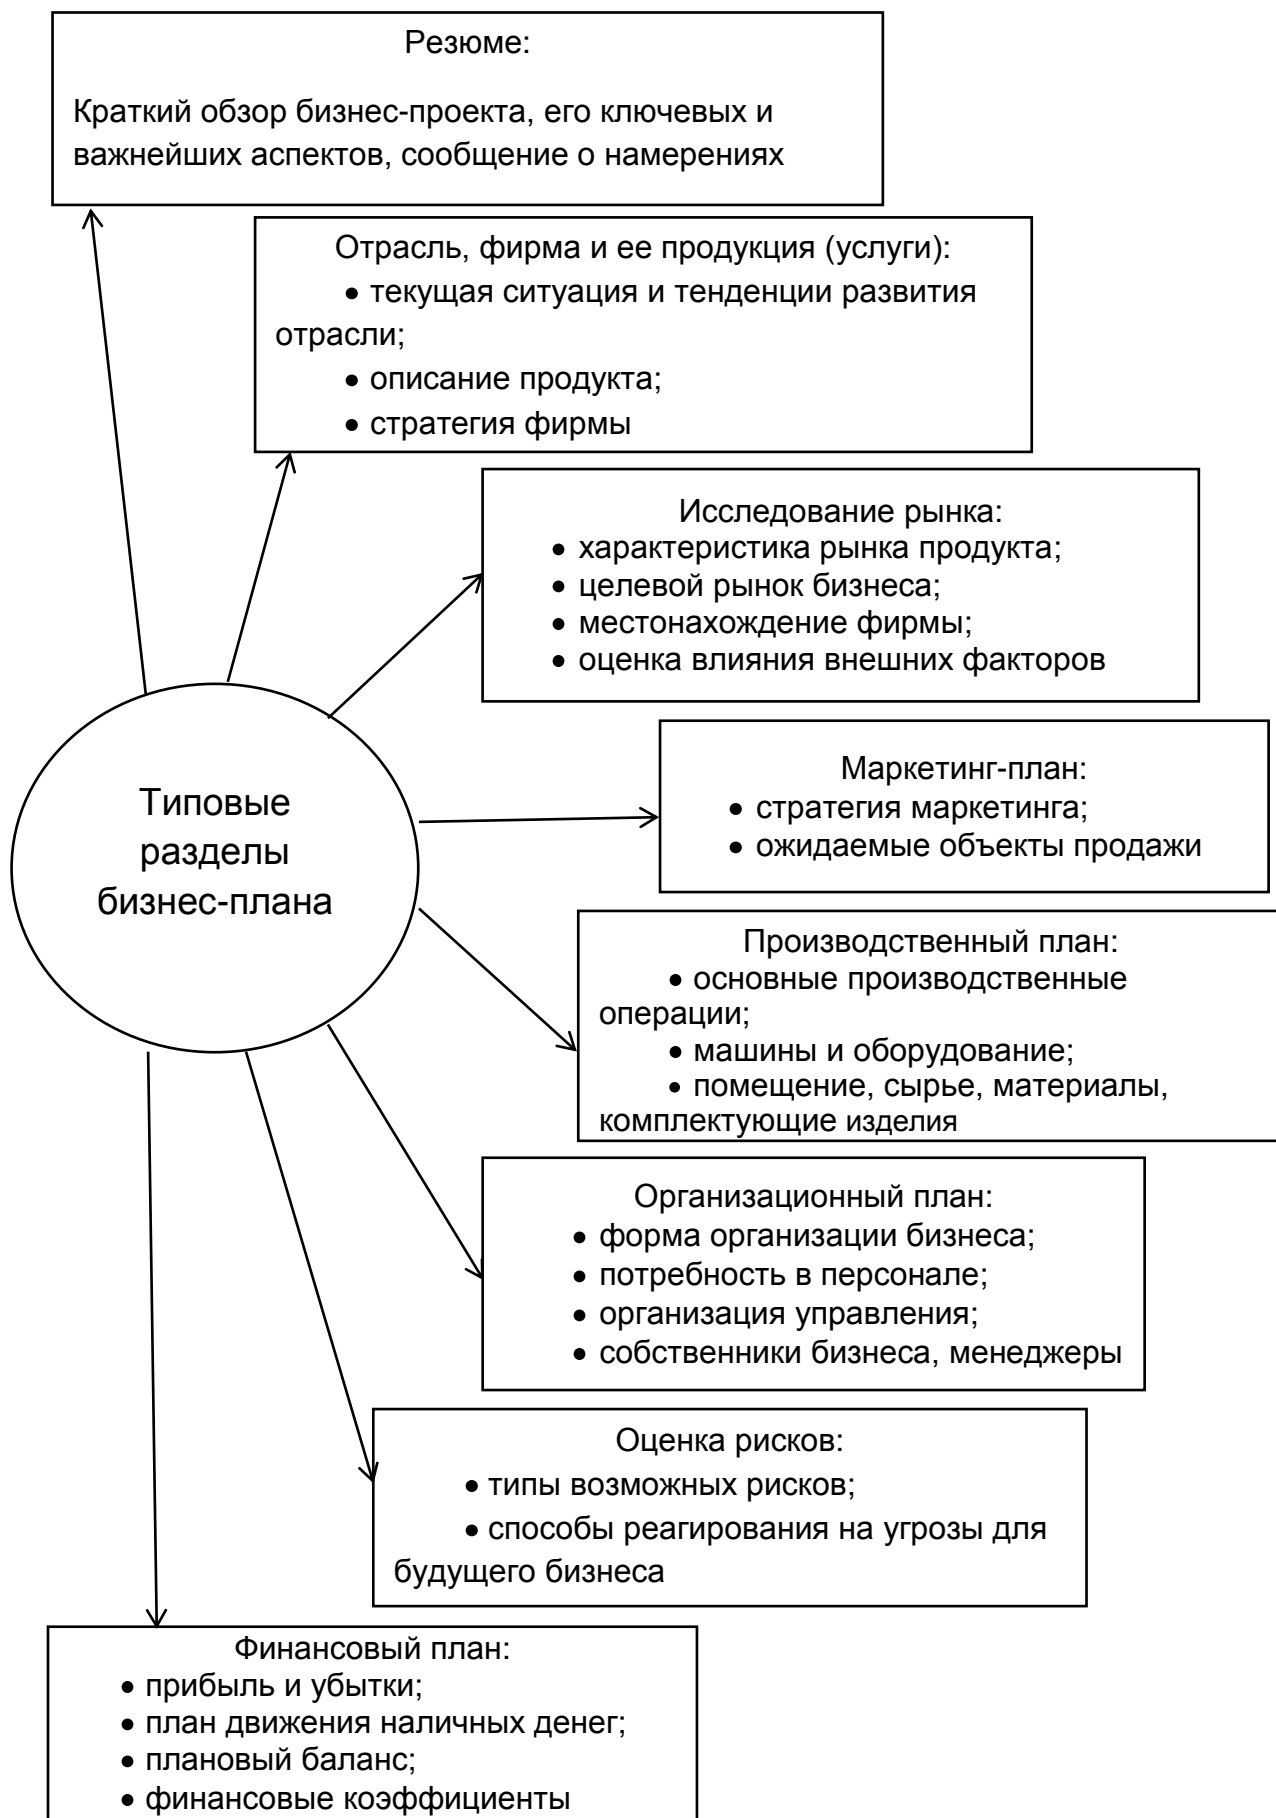 Резюме:
Краткий обзор бизнес-проекта, его ключевых и
важнейших аспектов, сообщение о намерениях
Отрасль, фирма и ее продукция (услуги):
• текущая ситуация и тенденции развития
отрасли;
• описание продукта;
• стратегия фирмы
Исследование рынка:
• характеристика рынка продукта;
• целевой рынок бизнеса;
• местонахождение фирмы;
• оценка влияния внешних факторов
Типовые
разделы
бизнес-плана
Маркетинг-план:
• стратегия маркетинга;
• ожидаемые объекты продажи
Производственный план:
• основные производственные
операции;
• машины и оборудование;
• помещение, сырье, материалы,
комплектующие изделия
Организационный план:
• форма организации бизнеса;
• потребность в персонале;
• организация управления;
• собственники бизнеса, менеджеры
Оценка рисков:
• типы возможных рисков;
• способы реагирования на угрозы для
будущего бизнеса
Финансовый план:
• прибыль и убытки;
• план движения наличных денег;
• плановый баланс;
• финансовые коэффициенты